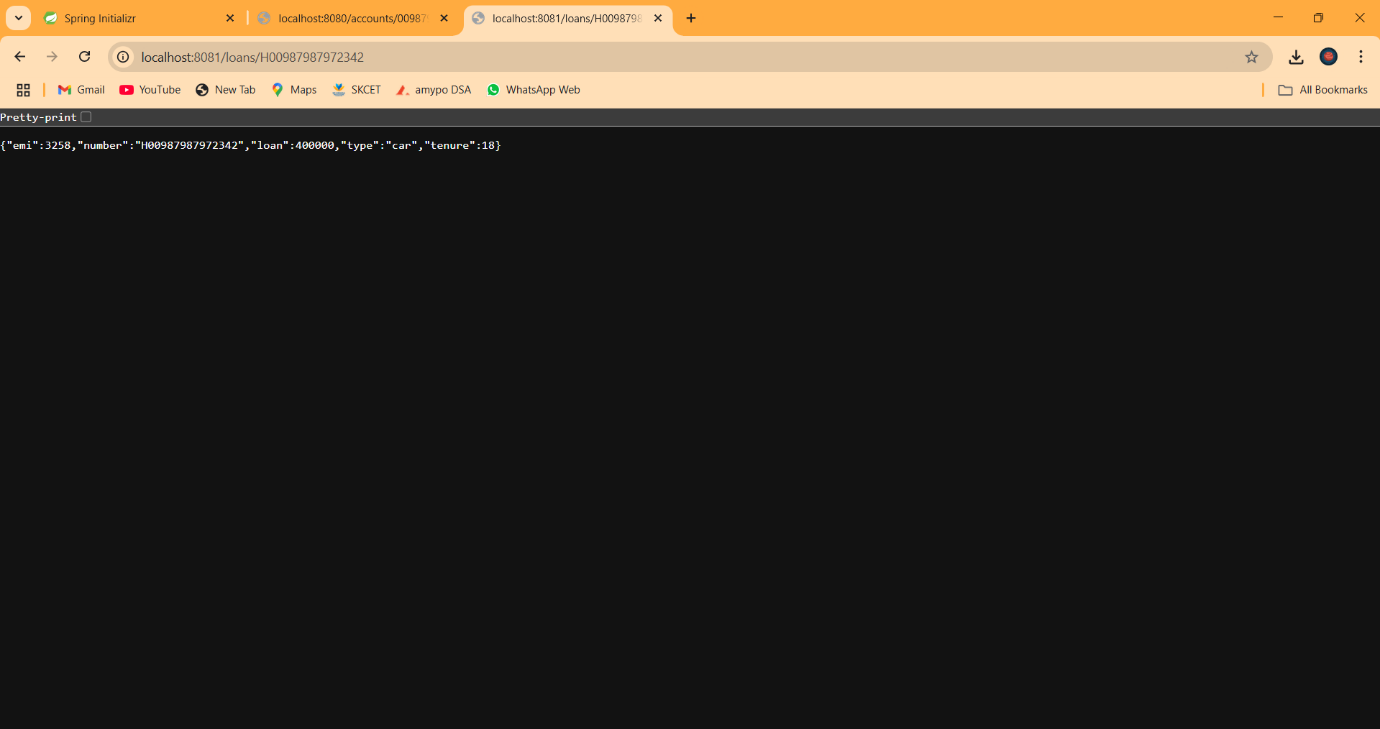 Spring Initializr
localhost:8080/accounts/00987
localhost:8081/loans/H0098798
localhost:8081/loans/H00987987972342
Gmail
YouTube
New Tab
Maps
SKCET
amypo DSA
WhatsApp Web
All Bookmarks
Pretty-print
{"emi":3258,"number":"H00987987972342","loan":400000,"type":"car","tenure":18}